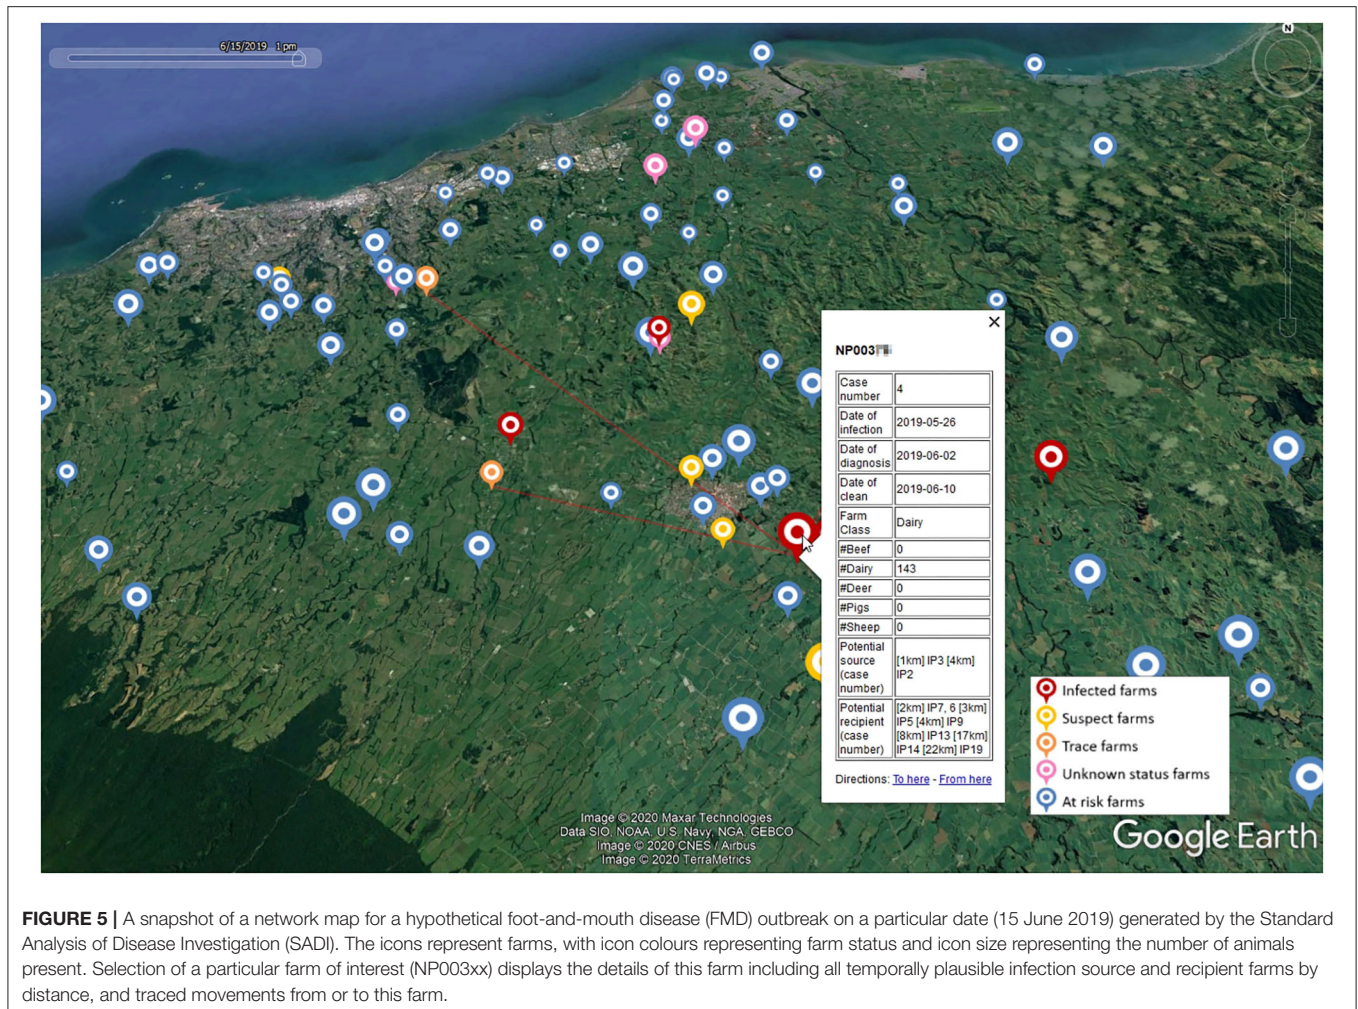 6/15/2019 1 pm
N
NP003
Case number 4
Date of infection 2019-05-26
Date of diagnosis 2019-06-02
Date of clean 2019-06-10
Farm Class Dairy
#Beef 0
#Dairy 143
#Deer 0
#Pigs 0
#Sheep 0
Potential source (case number) [1km] IP3 [4km] IP2
Potential recipient (case number) [2km] IP7, 6 [3km] IP5 [4km] IP9 [8km] IP13 [17km] IP14 [22km] IP19
Directions: To here - From here
Infected farms
Suspect farms
Trace farms
Unknown status farms
At risk farms
Image © 2020 Maxar Technologies
Data SIO, NOAA, U.S. Navy, NGA, GEBCO
Image © 2020 CNES / Airbus
Image © 2020 TerraMetrics
Google Earth
FIGURE 5 | A snapshot of a network map for a hypothetical foot-and-mouth disease (FMD) outbreak on a particular date (15 June 2019) generated by the Standard
Analysis of Disease Investigation (SADI). The icons represent farms, with icon colours representing farm status and icon size representing the number of animals
present. Selection of a particular farm of interest (NP003xx) displays the details of this farm including all temporally plausible infection source and recipient farms by
distance, and traced movements from or to this farm.